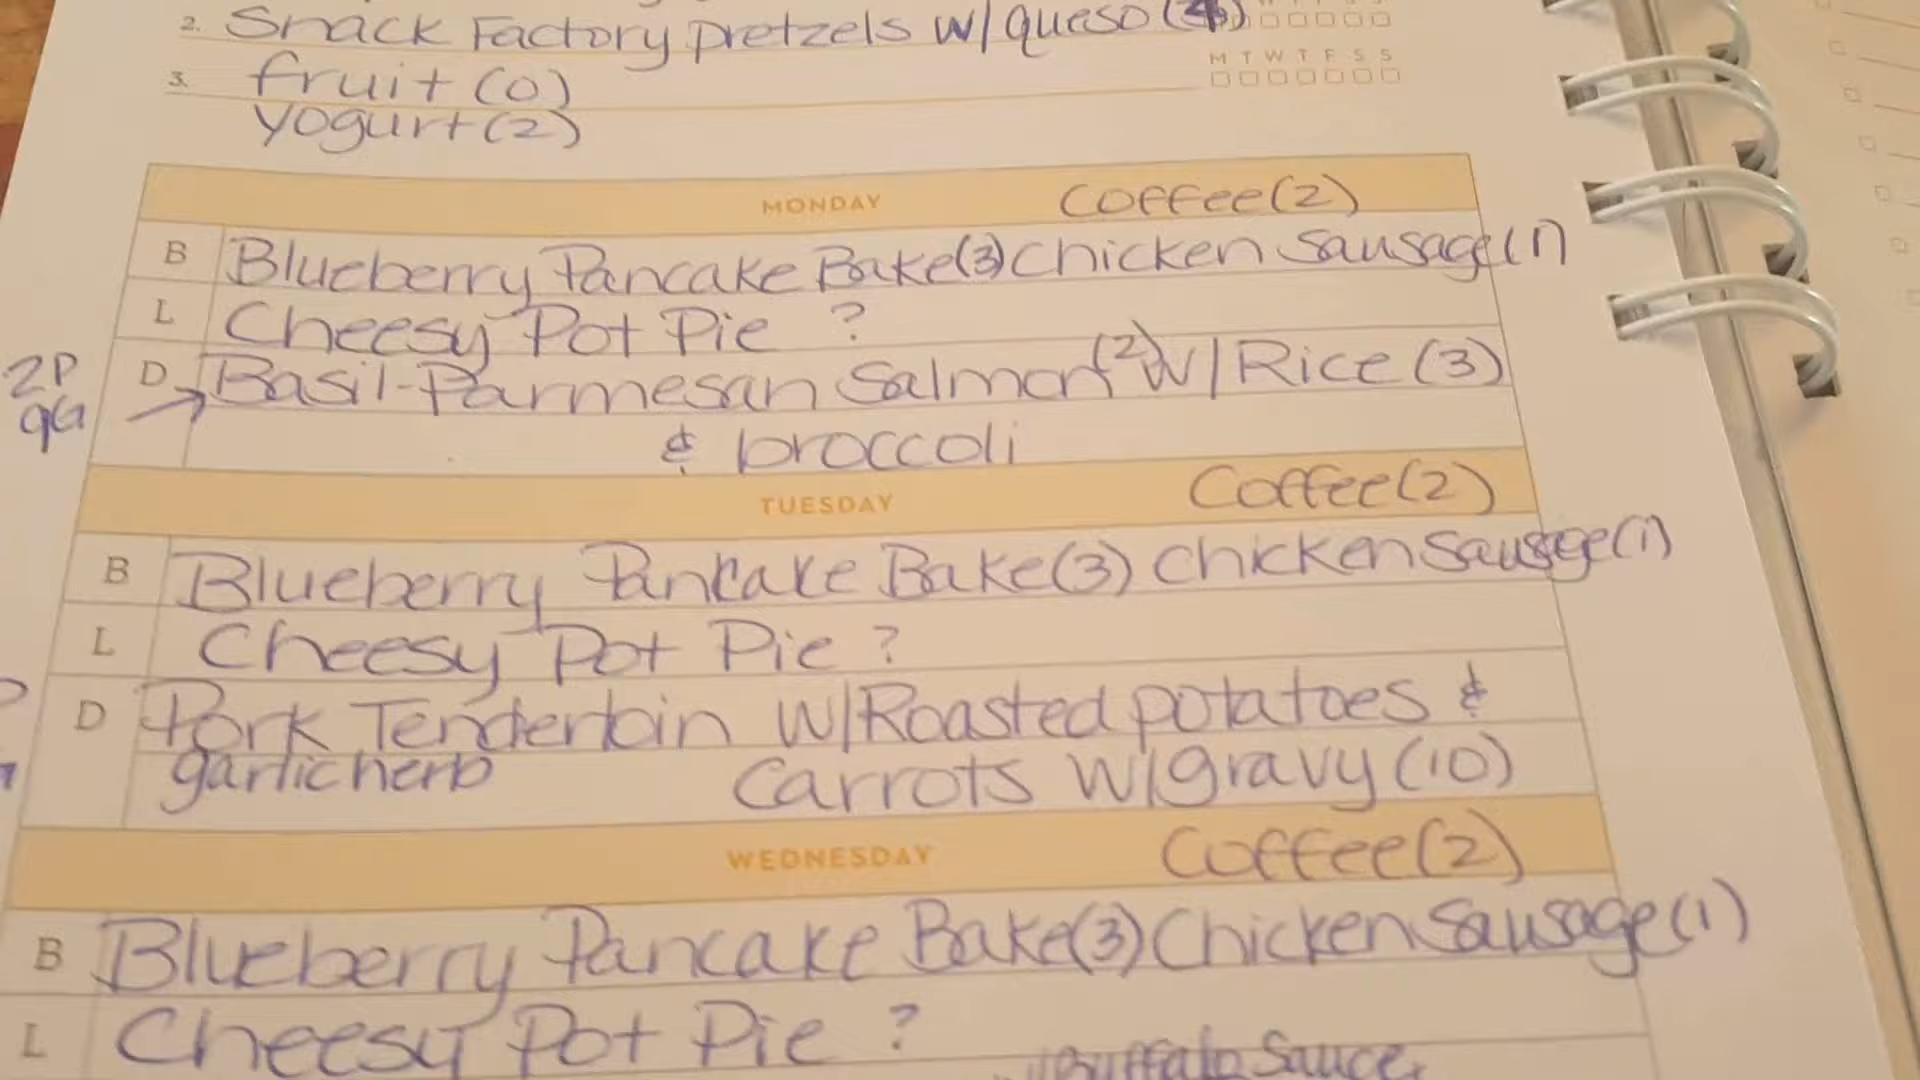 2. Snack Factory pretzels w/ queso (4)
M T W T F S S
3. fruit (0)
yogurt (2)
MONDAY Coffee (2)
B Blueberry Pancake Bake (3) Chicken Sausage (1)
L Cheesy Pot Pie ?
2P
9G
D Basil-Parmesan Salmon (2) W/ Rice (3)
& broccoli
TUESDAY Coffee (2)
B Blueberry Pancake Bake (3) Chicken Sausage (1)
L Cheesy Pot Pie ?
D Pork Tenderloin W/ Roasted potatoes &
garlic herb Carrots w/ gravy (10)
WEDNESDAY Coffee (2)
B Blueberry Pancake Bake (3) Chicken Sausage (1)
L Cheesy Pot Pie ?
Buffalo Sauce